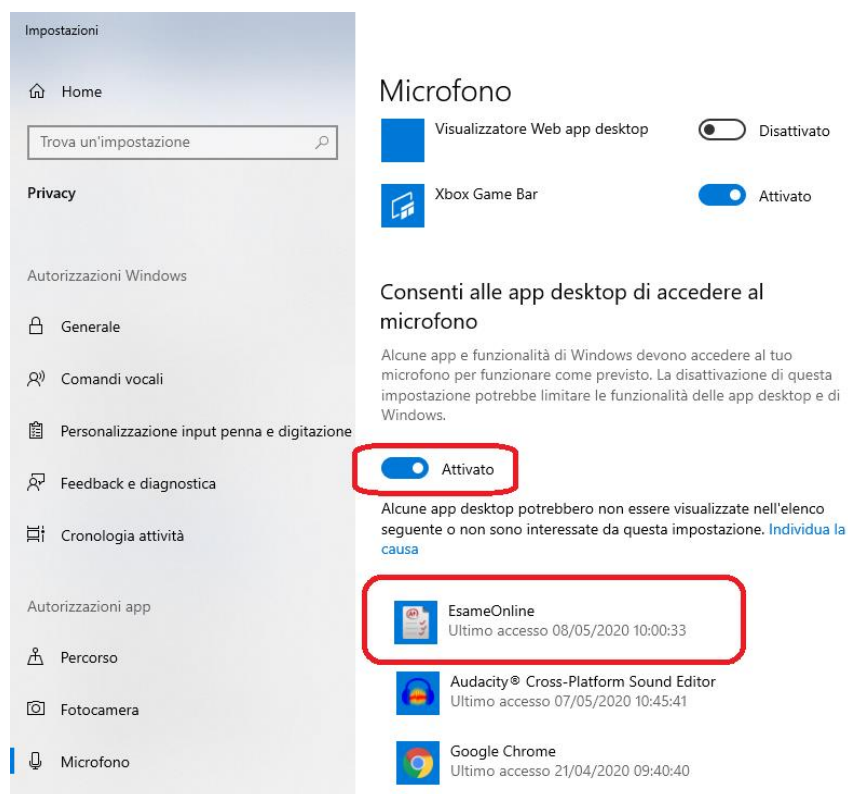 Impostazioni
Home
Trova un'impostazione
Privacy
Autorizzazioni Windows
Generale
Comandi vocali
Personalizzazione input penna e digitazione
Feedback e diagnostica
Cronologia attività
Autorizzazioni app
Percorso
Fotocamera
Microfono
Microfono
Visualizzatore Web app desktop
Disattivato
Xbox Game Bar
Attivato
Consenti alle app desktop di accedere al
microfono
Alcune app e funzionalità di Windows devono accedere al tuo
microfono per funzionare come previsto. La disattivazione di questa
impostazione potrebbe limitare le funzionalità delle app desktop e di
Windows.
Attivato
Alcune app desktop potrebbero non essere visualizzate nell'elenco
seguente o non sono interessate da questa impostazione. Individua la
causa
EsameOnline
Ultimo accesso 08/05/2020 10:00:33
Audacity® Cross-Platform Sound Editor
Ultimo accesso 07/05/2020 10:45:41
Google Chrome
Ultimo accesso 21/04/2020 09:40:40